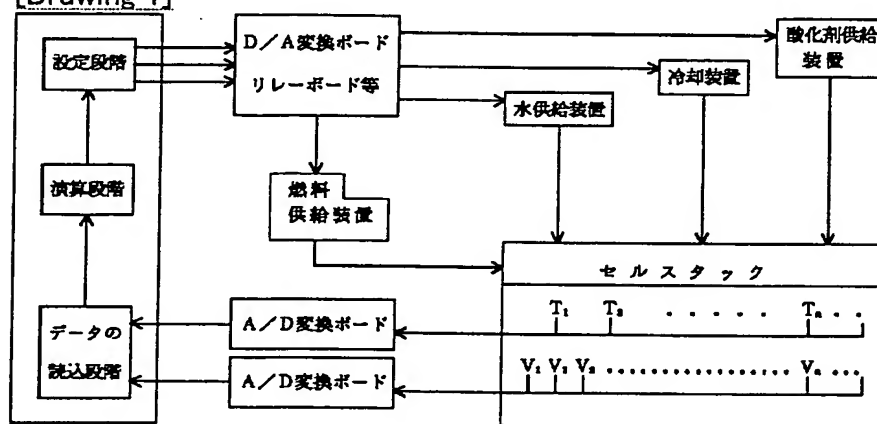 [Drawing 1]
設定段階
演算段階
データの
読込段階
D／A変換ボード
リレーボード等
酸化剤供給
装置
冷却装置
水供給装置
燃料
供給装置
セルスタック
T₁ T₂ . . . . . Tₙ . .
A／D変換ボード
V₁ V₂ V₃ ................ Vₙ ...
A／D変換ボード